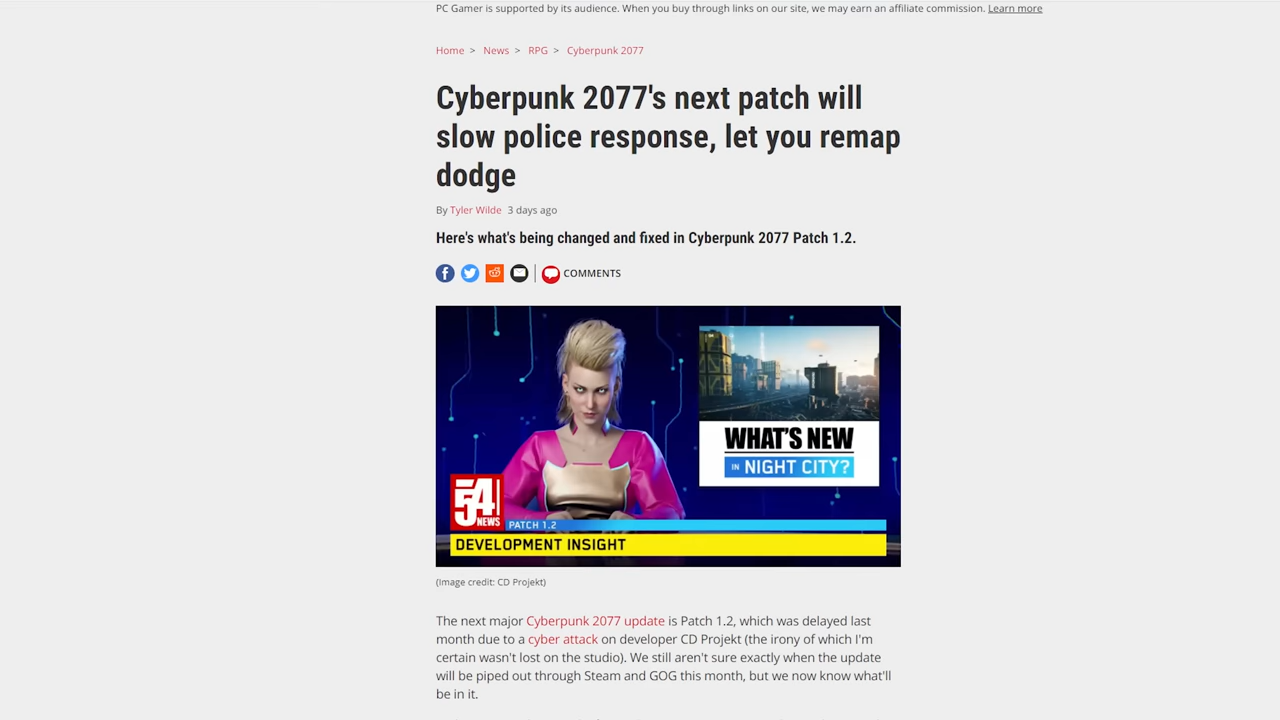 PC Gamer is supported by its audience. When you buy through links on our site, we may earn an affiliate commission. Learn more
Home > News > RPG > Cyberpunk 2077
Cyberpunk 2077's next patch will
slow police response, let you remap
dodge
By Tyler Wilde 3 days ago
Here's what's being changed and fixed in Cyberpunk 2077 Patch 1.2.
COMMENTS
WHAT'S NEW
IN NIGHT CITY?
54
NEWS
PATCH 1.2
DEVELOPMENT INSIGHT
(Image credit: CD Projekt)
The next major Cyberpunk 2077 update is Patch 1.2, which was delayed last
month due to a cyber attack on developer CD Projekt (the irony of which I'm
certain wasn't lost on the studio). We still aren't sure exactly when the update
will be piped out through Steam and GOG this month, but we now know what'll
be in it.